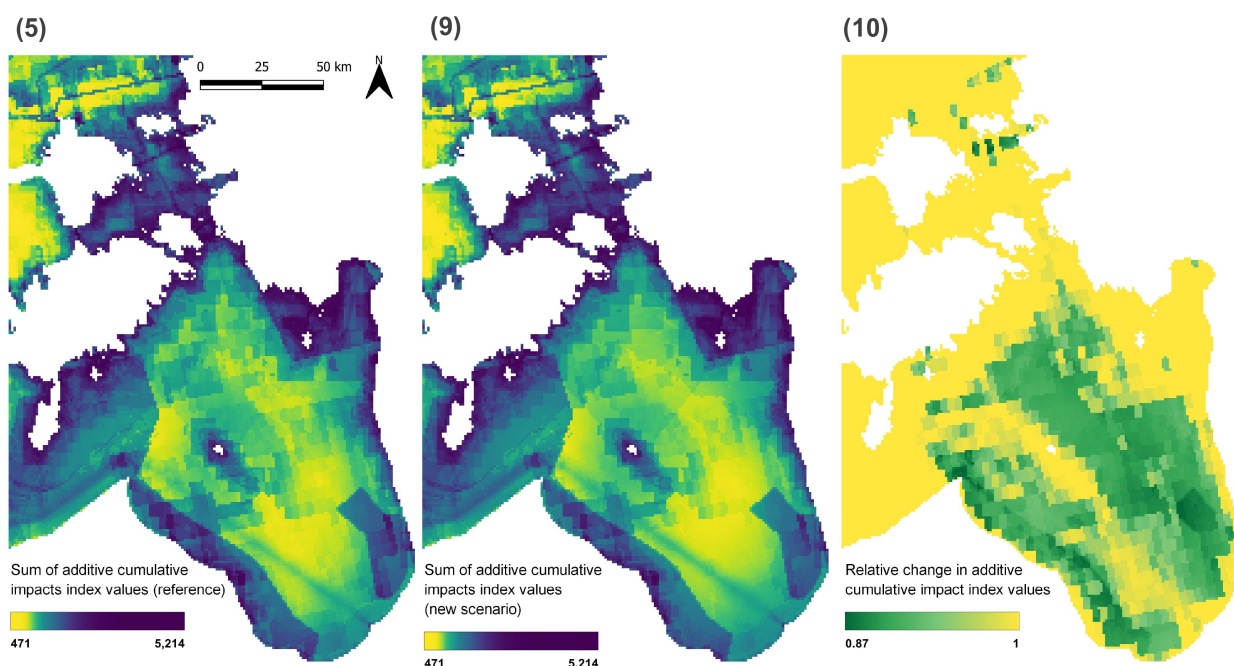 (5)
(9)
(10)
0 25 50 km
N
Sum of additive cumulative
impacts index values (reference)
471 5,214
Sum of additive cumulative
impacts index values
(new scenario)
471 5,214
Relative change in additive
cumulative impact index values
0.87 1